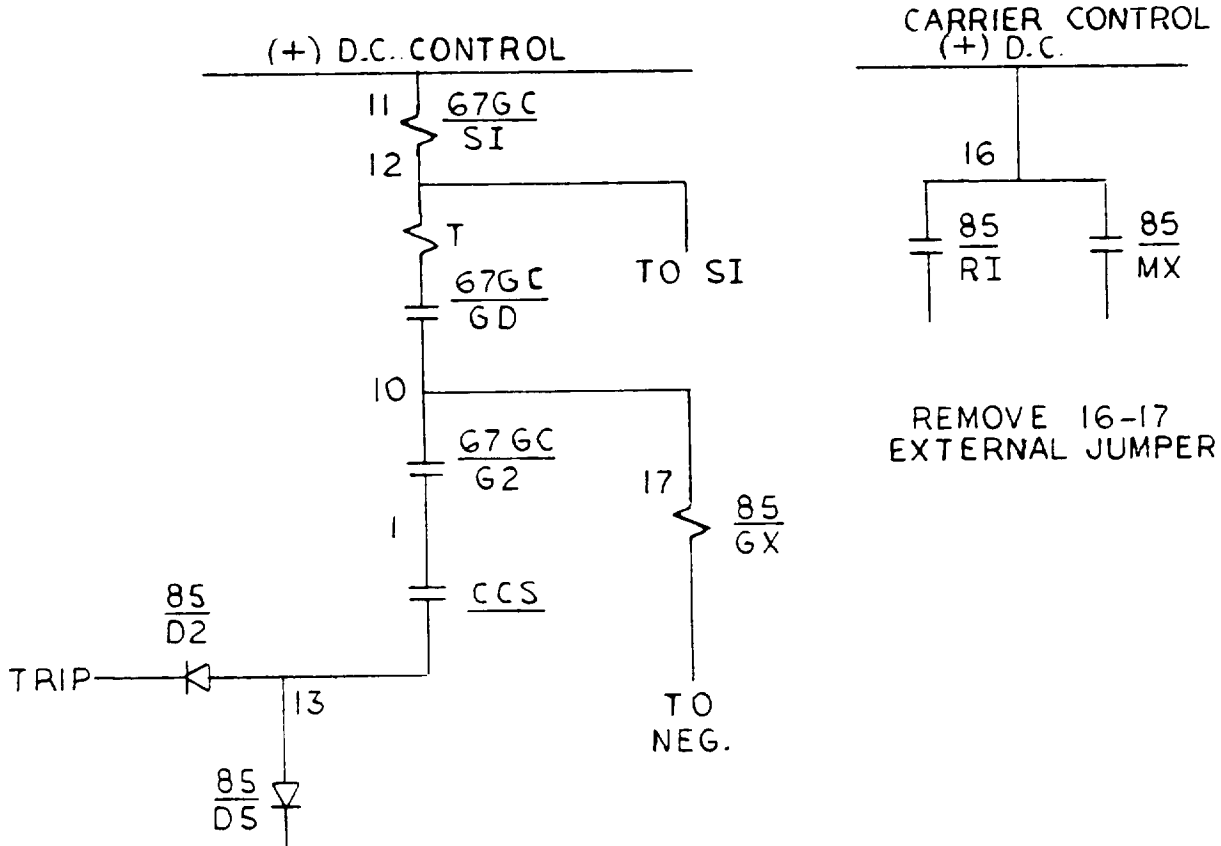 (+) D.C. CONTROL
11
67GC
SI
12
T
TO SI
67GC
GD
10
67GC
G2
17
85
GX
1
CCS
85
D2
TRIP
13
TO
NEG.
85
D5
CARRIER CONTROL
(+) D.C.
16
85
RI
85
MX
REMOVE 16-17
EXTERNAL JUMPER